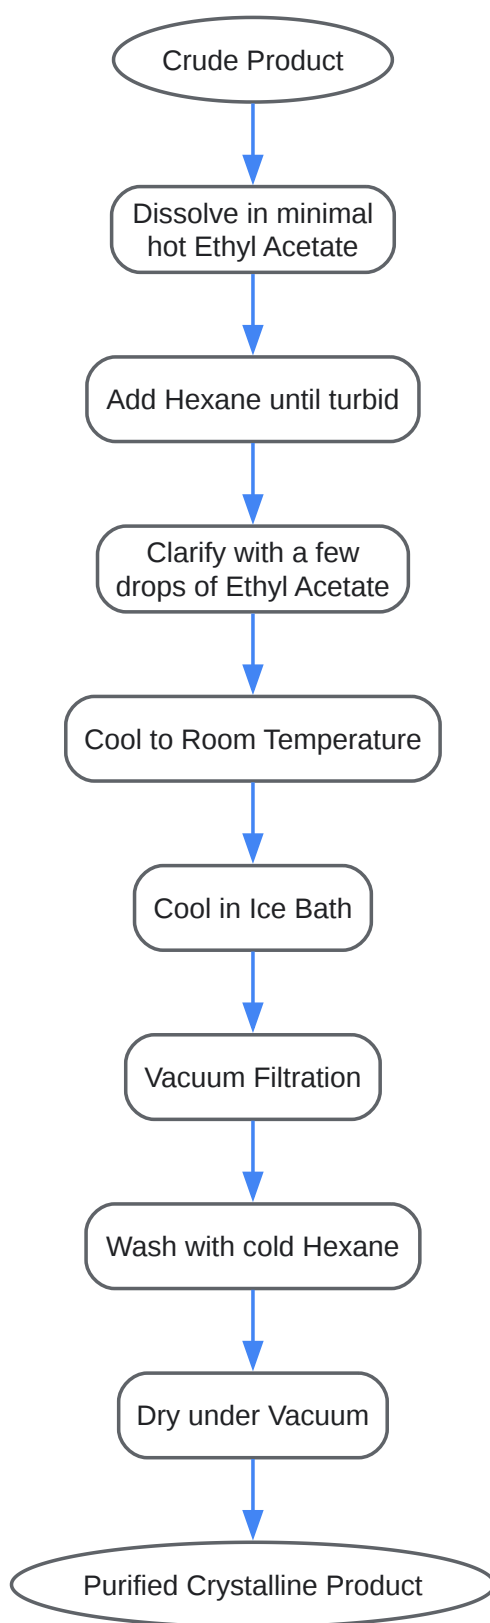 Crude Product
Dissolve in minimal
hot Ethyl Acetate
Add Hexane until turbid
Clarify with a few
drops of Ethyl Acetate
Cool to Room Temperature
Cool in Ice Bath
Vacuum Filtration
Wash with cold Hexane
Dry under Vacuum
Purified Crystalline Product